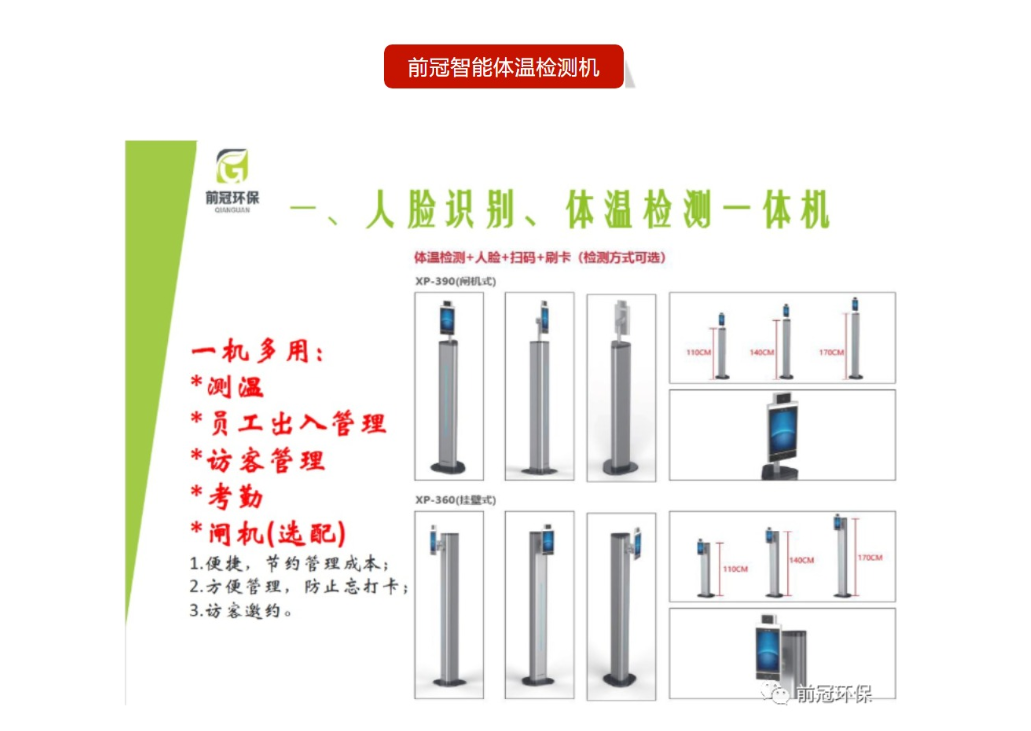 前冠智能体温检测机
前冠环保
QIANGUAN
一、人脸识别、体温检测一体机
体温检测+人脸+扫码+刷卡（检测方式可选）
XP-390(闸机式)
110CM
140CM
170CM
一机多用:
*测温
*员工出入管理
*访客管理
*考勤
*闸机(选配)
1.便捷，节约管理成本；
2.方便管理，防止忘打卡；
3.访客邀约。
XP-360(挂壁式)
110CM
140CM
170CM
前冠环保